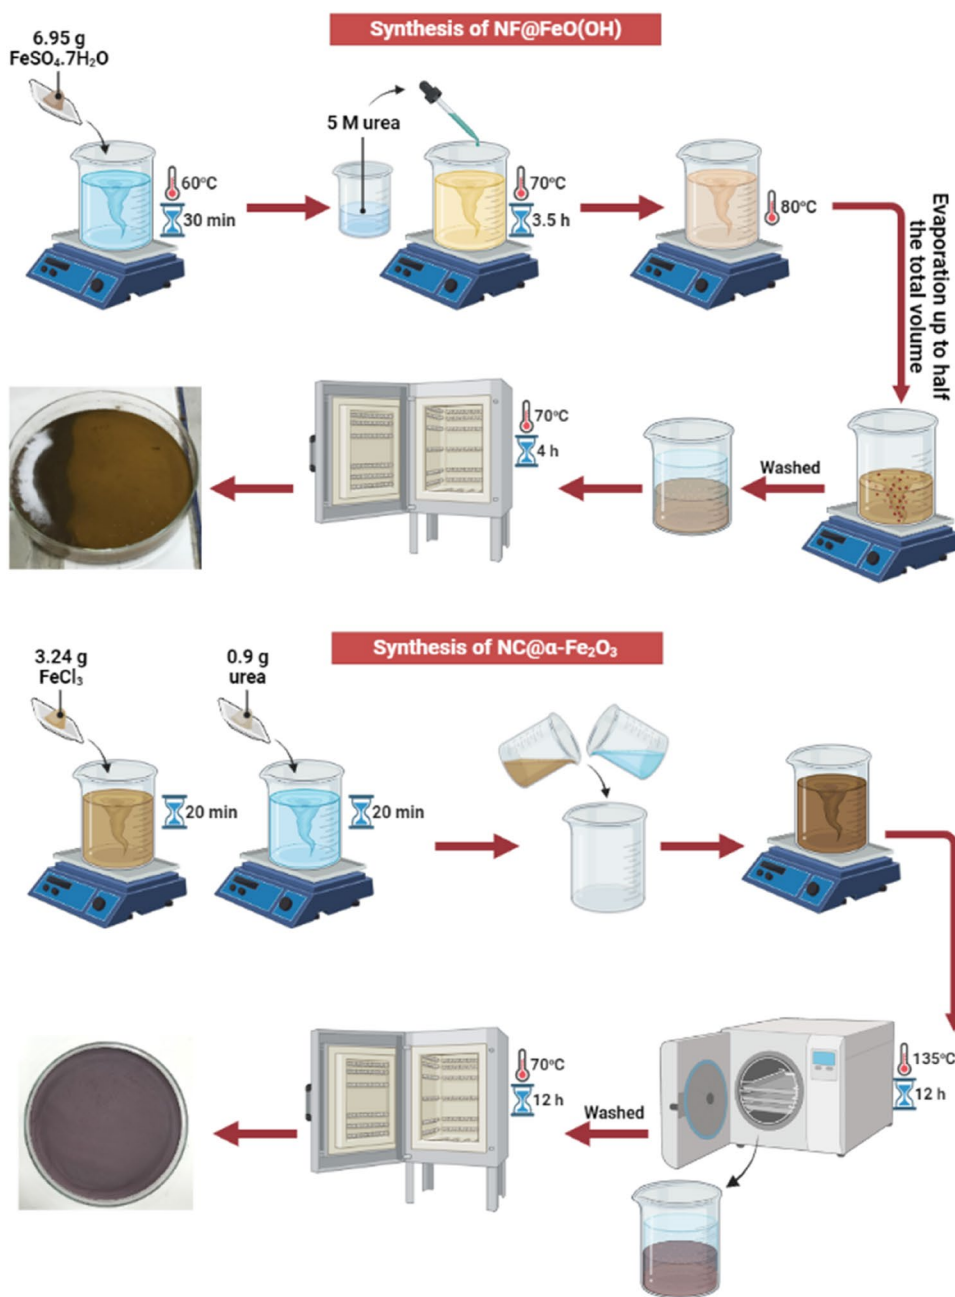 Synthesis of NF@FeO(OH)
6.95 g
FeSO₄.7H₂O
60°C
30 min
5 M urea
70°C
3.5 h
80°C
Evaporation up to half
the total volume
Washed
70°C
4 h
Synthesis of NC@α-Fe₂O₃
3.24 g
FeCl₃
20 min
0.9 g
urea
20 min
135°C
12 h
Washed
70°C
12 h